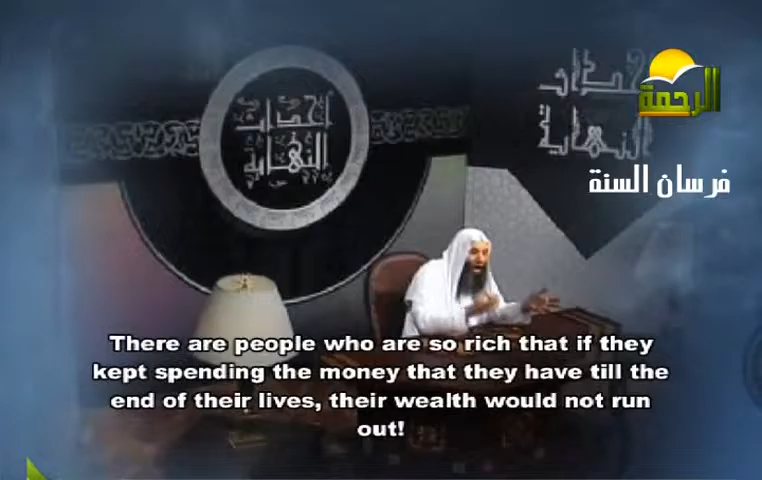 أحداث
النهاية
أحداث
النهاية
الرحمة
فرسان السنة
There are people who are so rich that if they
kept spending the money that they have till the
end of their lives, their wealth would not run
out!